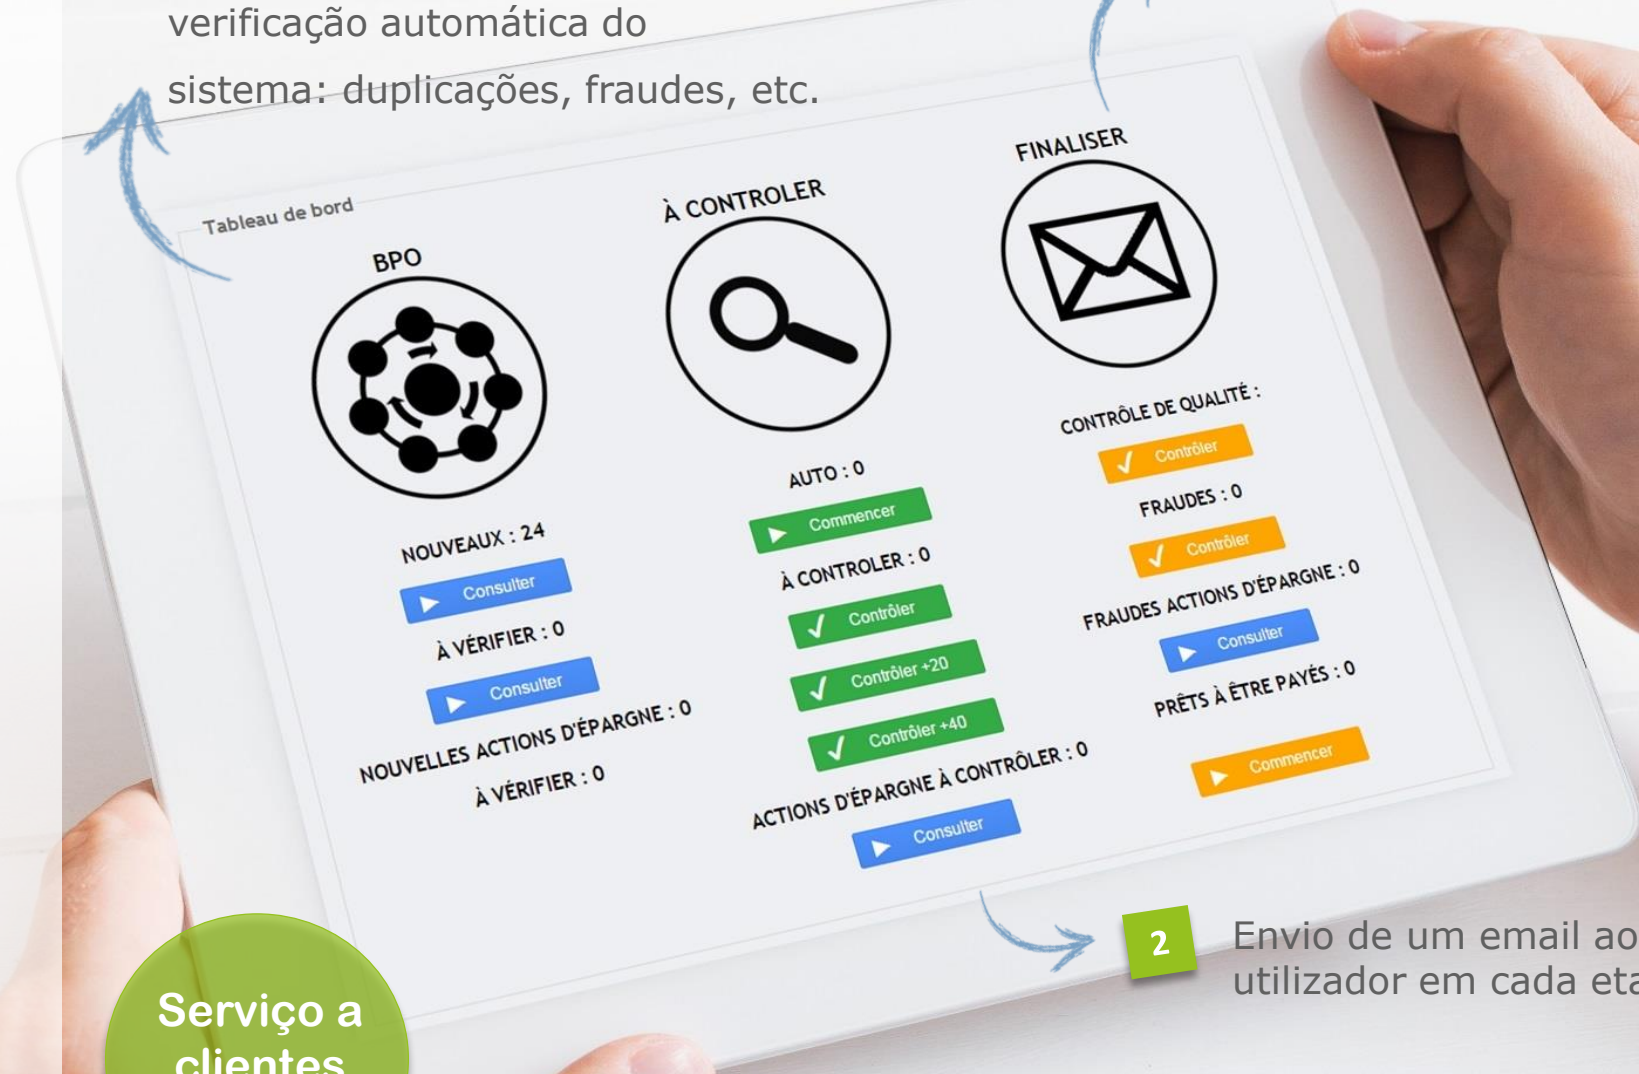 verificação automática do
sistema: duplicações, fraudes, etc.
Tableau de bord
BPO
NOUVEAUX : 24
Consulter
À VÉRIFIER : 0
Consulter
NOUVELLES ACTIONS D'ÉPARGNE : 0
À VÉRIFIER : 0
À CONTROLER
AUTO : 0
Commencer
À CONTROLER : 0
Contrôler
Contrôler +20
Contrôler +40
ACTIONS D'ÉPARGNE À CONTRÔLER : 0
Consulter
FINALISER
CONTRÔLE DE QUALITÉ :
Contrôler
FRAUDES : 0
Contrôler
FRAUDES ACTIONS D'ÉPARGNE : 0
Consulter
PRÊTS À ÊTRE PAYÉS : 0
Commencer
2
Envio de um email ao
utilizador em cada
Serviço a
clientes